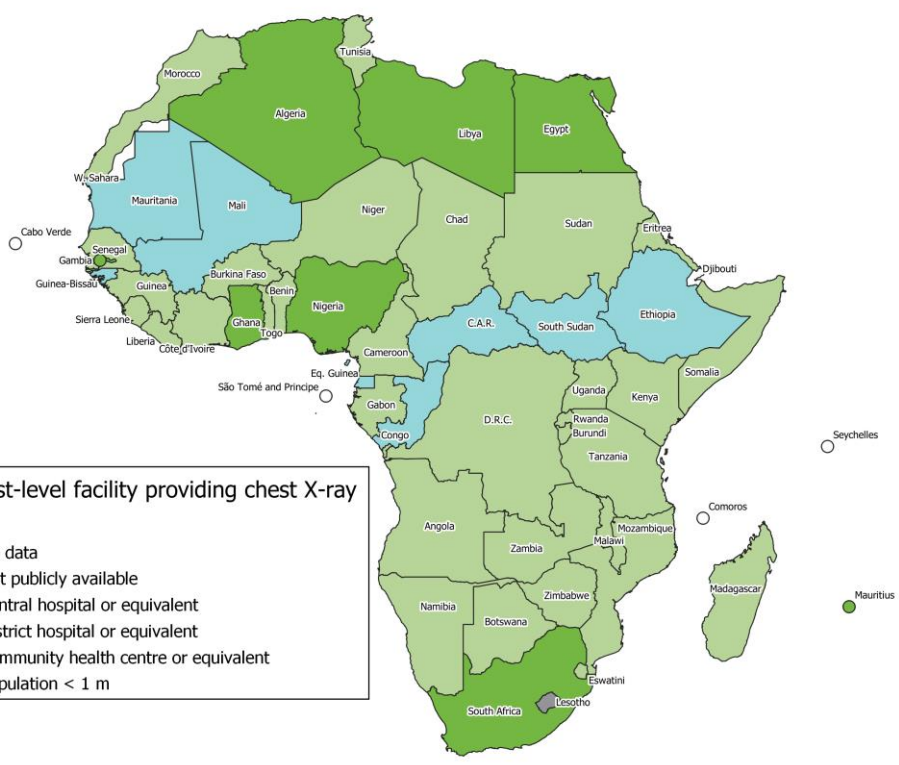 Tunisia
Morocco
Algeria
Libya
Egypt
W. Sahara
Mauritania
Mali
Niger
Chad
Sudan
Eritrea
Cabo Verde
Senegal
Gambia
Guinea-Bissau
Guinea
Burkina Faso
Benin
Nigeria
Djibouti
Ethiopia
C.A.R.
South Sudan
Sierra Leone
Liberia
Côte d'Ivoire
Ghana
Togo
Cameroon
Somalia
Eq. Guinea
São Tomé and Principe
Gabon
Congo
D.R.C.
Uganda
Kenya
Rwanda
Burundi
Tanzania
Seychelles
Comoros
Angola
Zambia
Malawi
Mozambique
Madagascar
Mauritius
Namibia
Botswana
Zimbabwe
Eswatini
South Africa
Lesotho
st-level facility providing chest X-ray
data
t publicly available
ntral hospital or equivalent
strict hospital or equivalent
mmunity health centre or equivalent
pulation < 1 m